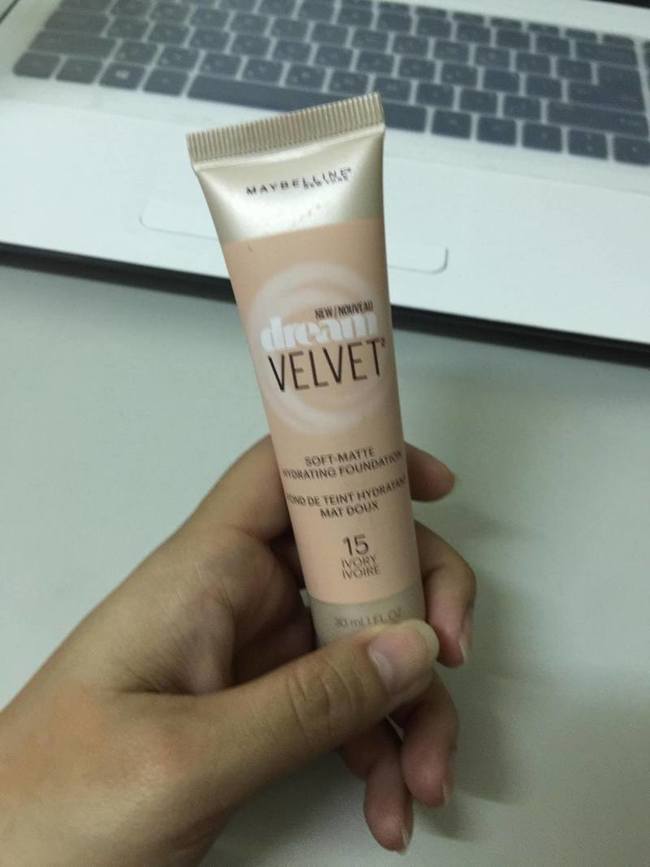 MAYBELLINE
NEW YORK
NEW / NOUVEAU
dream
VELVET
SOFT-MATTE
HYDRATING FOUNDATION
FOND DE TEINT HYDRATANT
MAT DOUX
15
IVORY
IVOIRE
30 mL 1 FL OZ